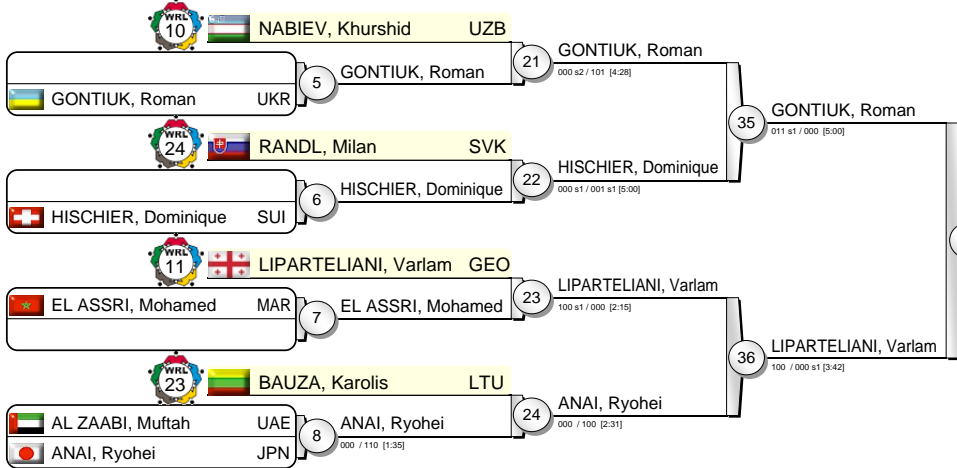 WRL
10 NABIEV, Khurshid UZB
5 GONTIUK, Roman
GONTIUK, Roman UKR
21 GONTIUK, Roman
000 s2 / 101 [4:28]
WRL
24 RANDL, Milan SVK
6 HISCHIER, Dominique
HISCHIER, Dominique SUI
22 HISCHIER, Dominique
000 s1 / 001 s1 [5:00]
35 GONTIUK, Roman
011 s1 / 000 [5:00]
WRL
11 LIPARTELIANI, Varlam GEO
EL ASSRI, Mohamed MAR
7 EL ASSRI, Mohamed
23 LIPARTELIANI, Varlam
100 s1 / 000 [2:15]
WRL
23 BAUZA, Karolis LTU
AL ZAABI, Muftah UAE
8 ANAI, Ryohei
000 / 110 [1:35]
ANAI, Ryohei JPN
24 ANAI, Ryohei
000 / 100 [2:31]
36 LIPARTELIANI, Varlam
100 / 000 s1 [3:42]